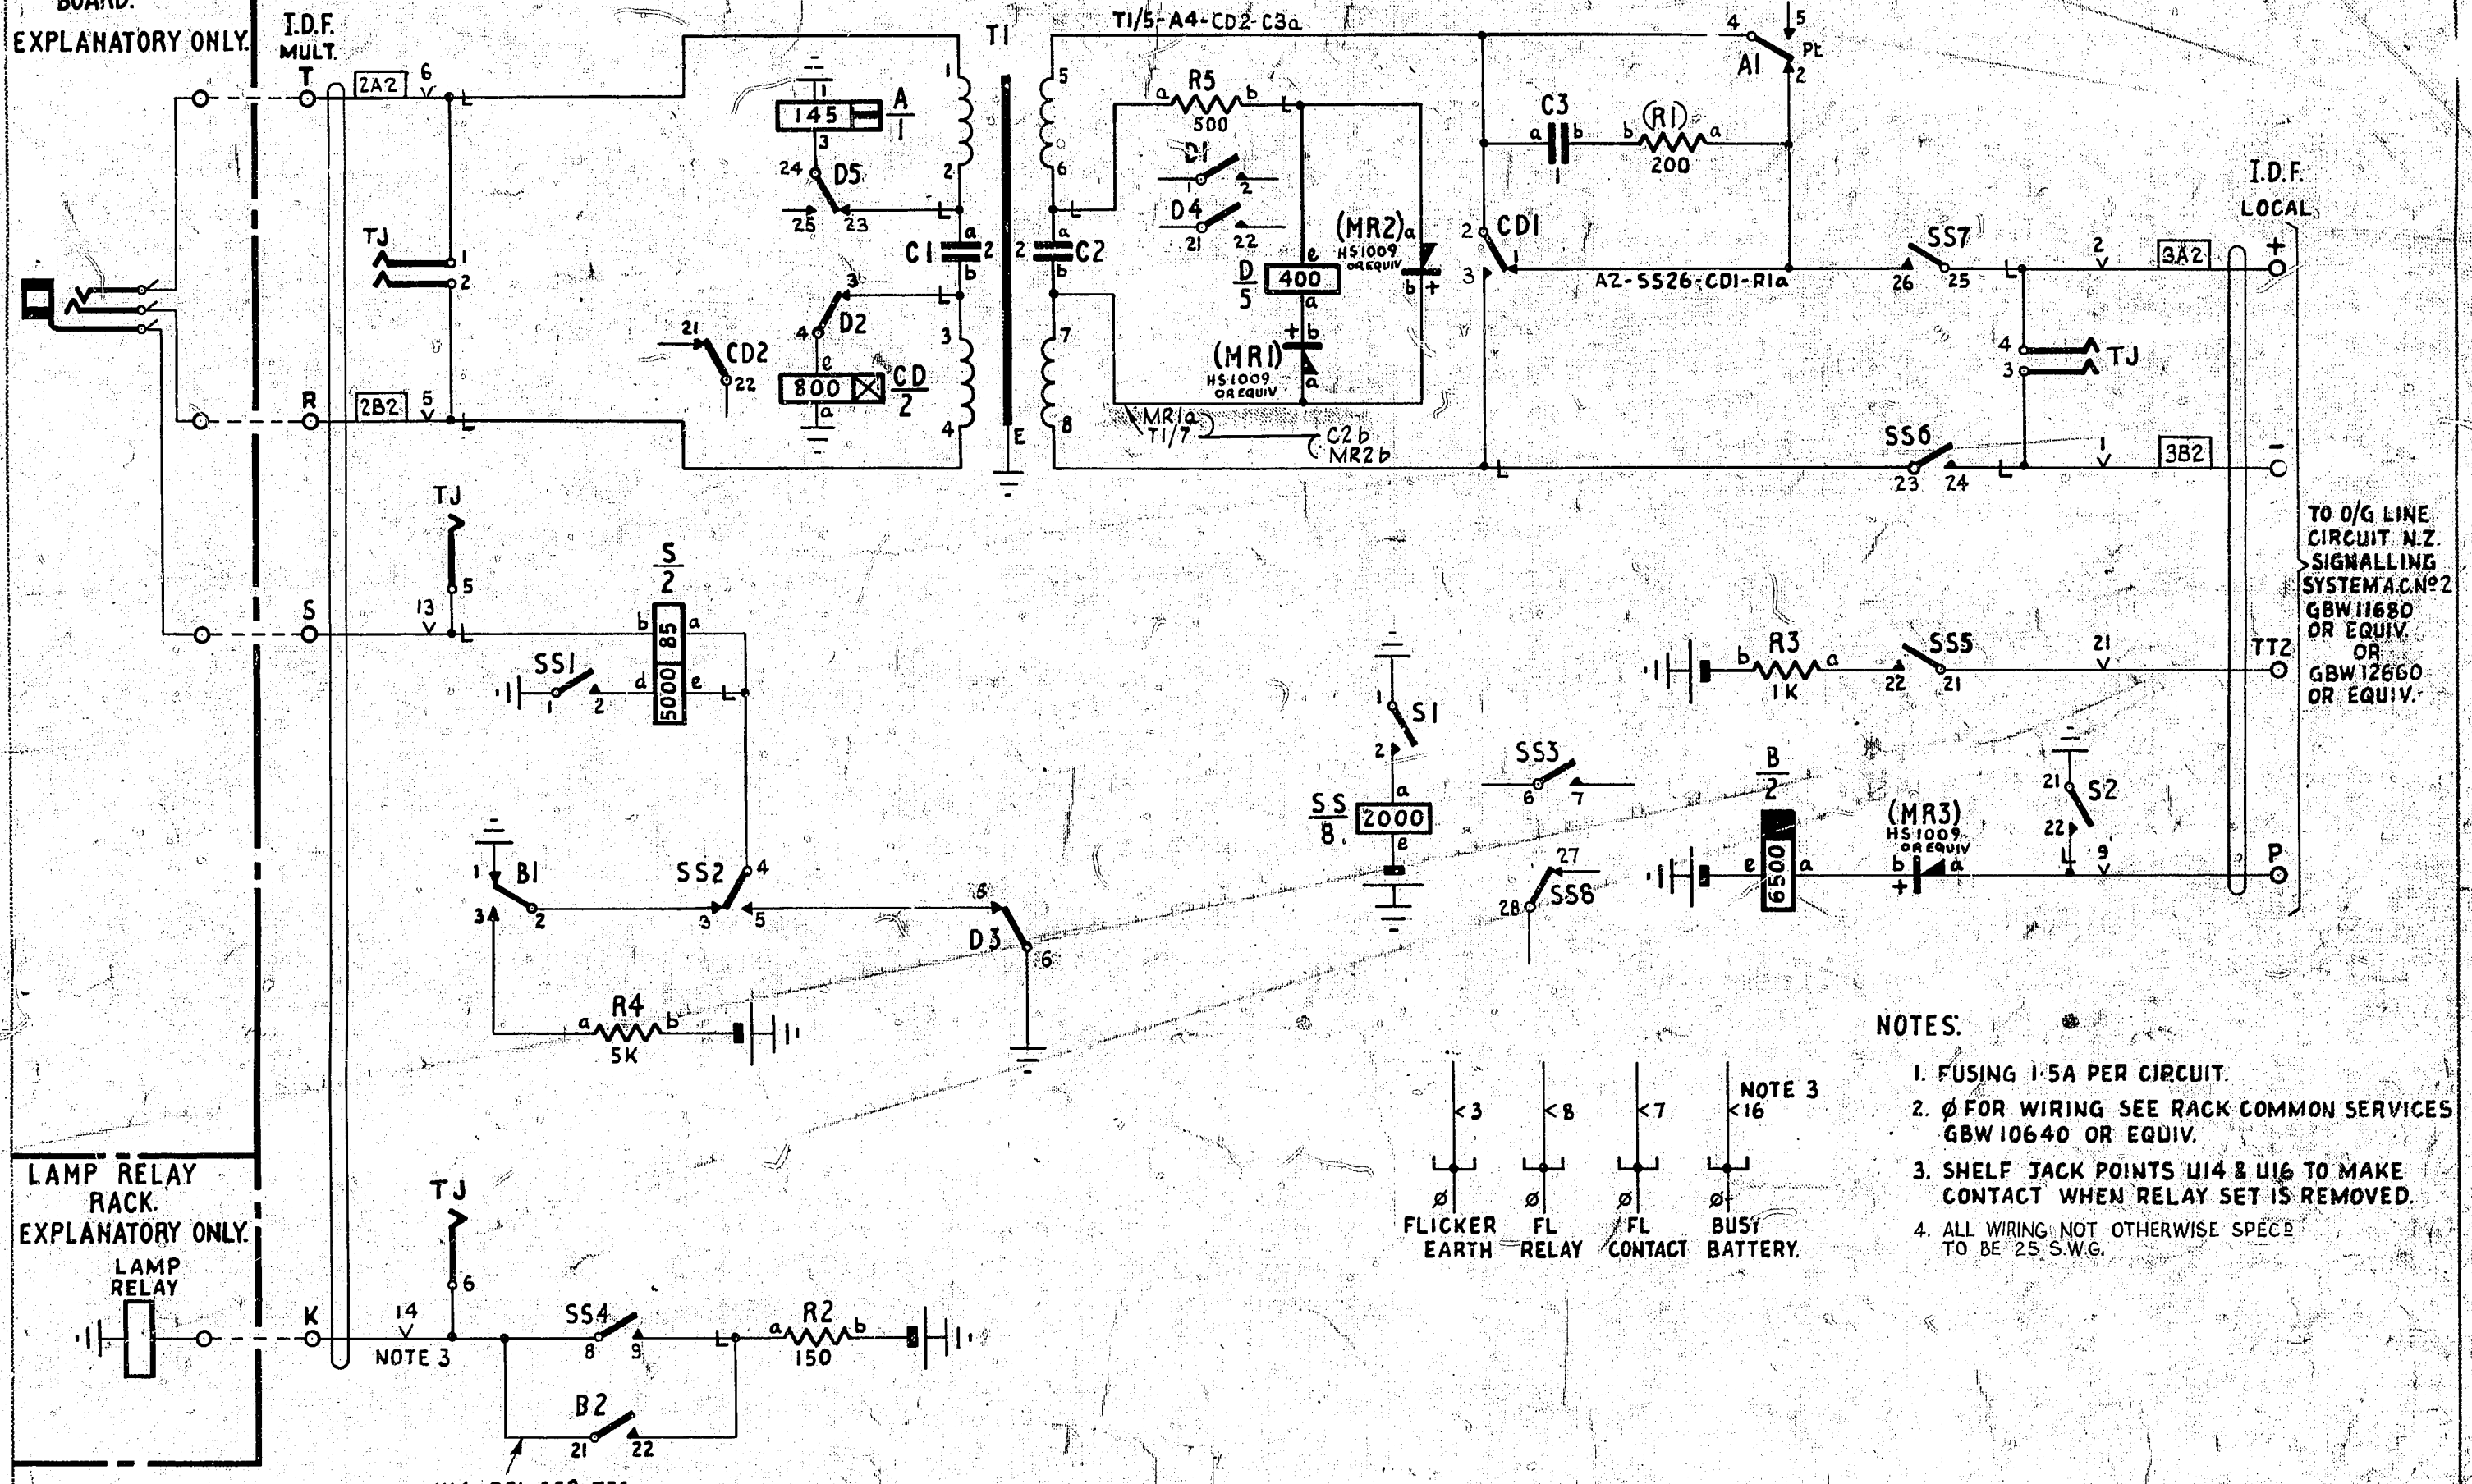 BOARD.
EXPLANATORY ONLY.
I.D.F.
MULT.
T
2A2
6
L
TJ
1
2
R
2B2
5
L
T1
1
2
3
4
E
5
6
7
8
1
145
A
1
3
24
D5
25
23
L
C1
a
2
b
L
3
D2
4
e
800
CD
2
a
21
CD2
22
2
a
C2
b
L
T1/5-A4-CD2-C3a
R5
a
b
500
L
D1
1
2
D4
21
22
D
5
e
400
a
(MR2)
a
HS1009
OR EQUIV
b +
+ b
(MR1)
HS1009
OR EQUIV
a
MR1a
T1/7
C2b
MR2b
4
5
A1
Pt
2
C3
a
b
1
(R1)
b
a
200
2
CD1
1
3
A2-SS26-CD1-R1a
SS7
26
25
L
2
3A2
I.D.F.
LOCAL
+
4
3
TJ
SS6
23
24
L
1
3B2
-
L
TO O/G LINE
CIRCUIT N.Z.
SIGNALLING
SYSTEM A.C. Nº2
GBW11680
OR EQUIV.
OR
GBW12660
OR EQUIV.
TJ
5
S
13
L
S
2
b
85
a
SS1
1
2
d
5000
e
L
B1
1
3
2
SS2
4
3
5
D3
6
R4
a
b
5K
1
S1
2
a
SS
8
2000
e
SS3
6
7
27
SS8
28
R3
b
a
1K
SS5
22
21
21
TT2
B
2
e
6500
a
(MR3)
HS1009
OR EQUIV
b
a
+
21
S2
22
L
9
P
<3
<8
<7
NOTE 3
<16
Ø
Ø
Ø
Ø
FLICKER
EARTH
FL
RELAY
FL
CONTACT
BUSY
BATTERY.
NOTES:
1. FUSING 1·5A PER CIRCUIT.
2. Ø FOR WIRING SEE RACK COMMON SERVICES
GBW 10640 OR EQUIV.
3. SHELF JACK POINTS U14 & U16 TO MAKE
CONTACT WHEN RELAY SET IS REMOVED.
4. ALL WIRING NOT OTHERWISE SPECD
TO BE 25 S.W.G.
LAMP RELAY
RACK.
EXPLANATORY ONLY.
LAMP
RELAY
K
14
NOTE 3
TJ
6
SS4
8
9
L
R2
a
b
150
B2
21
22